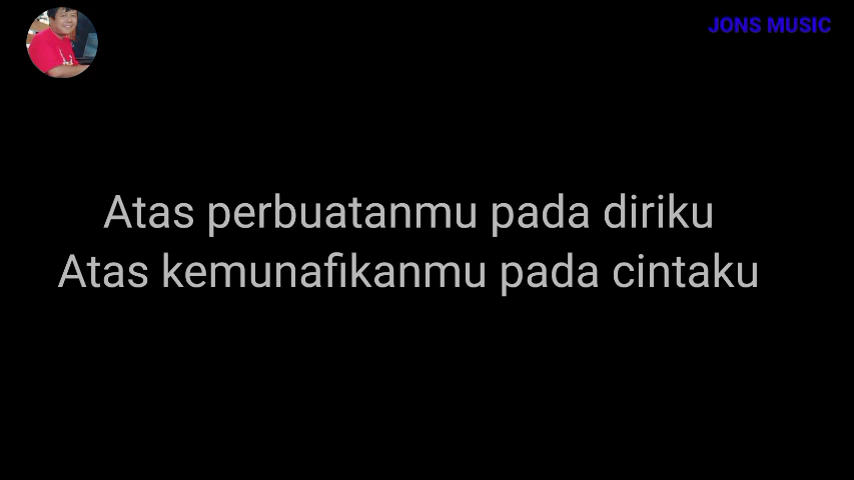 JONS MUSIC
Atas perbuatanmu pada diriku
Atas kemunafikanmu pada cintaku